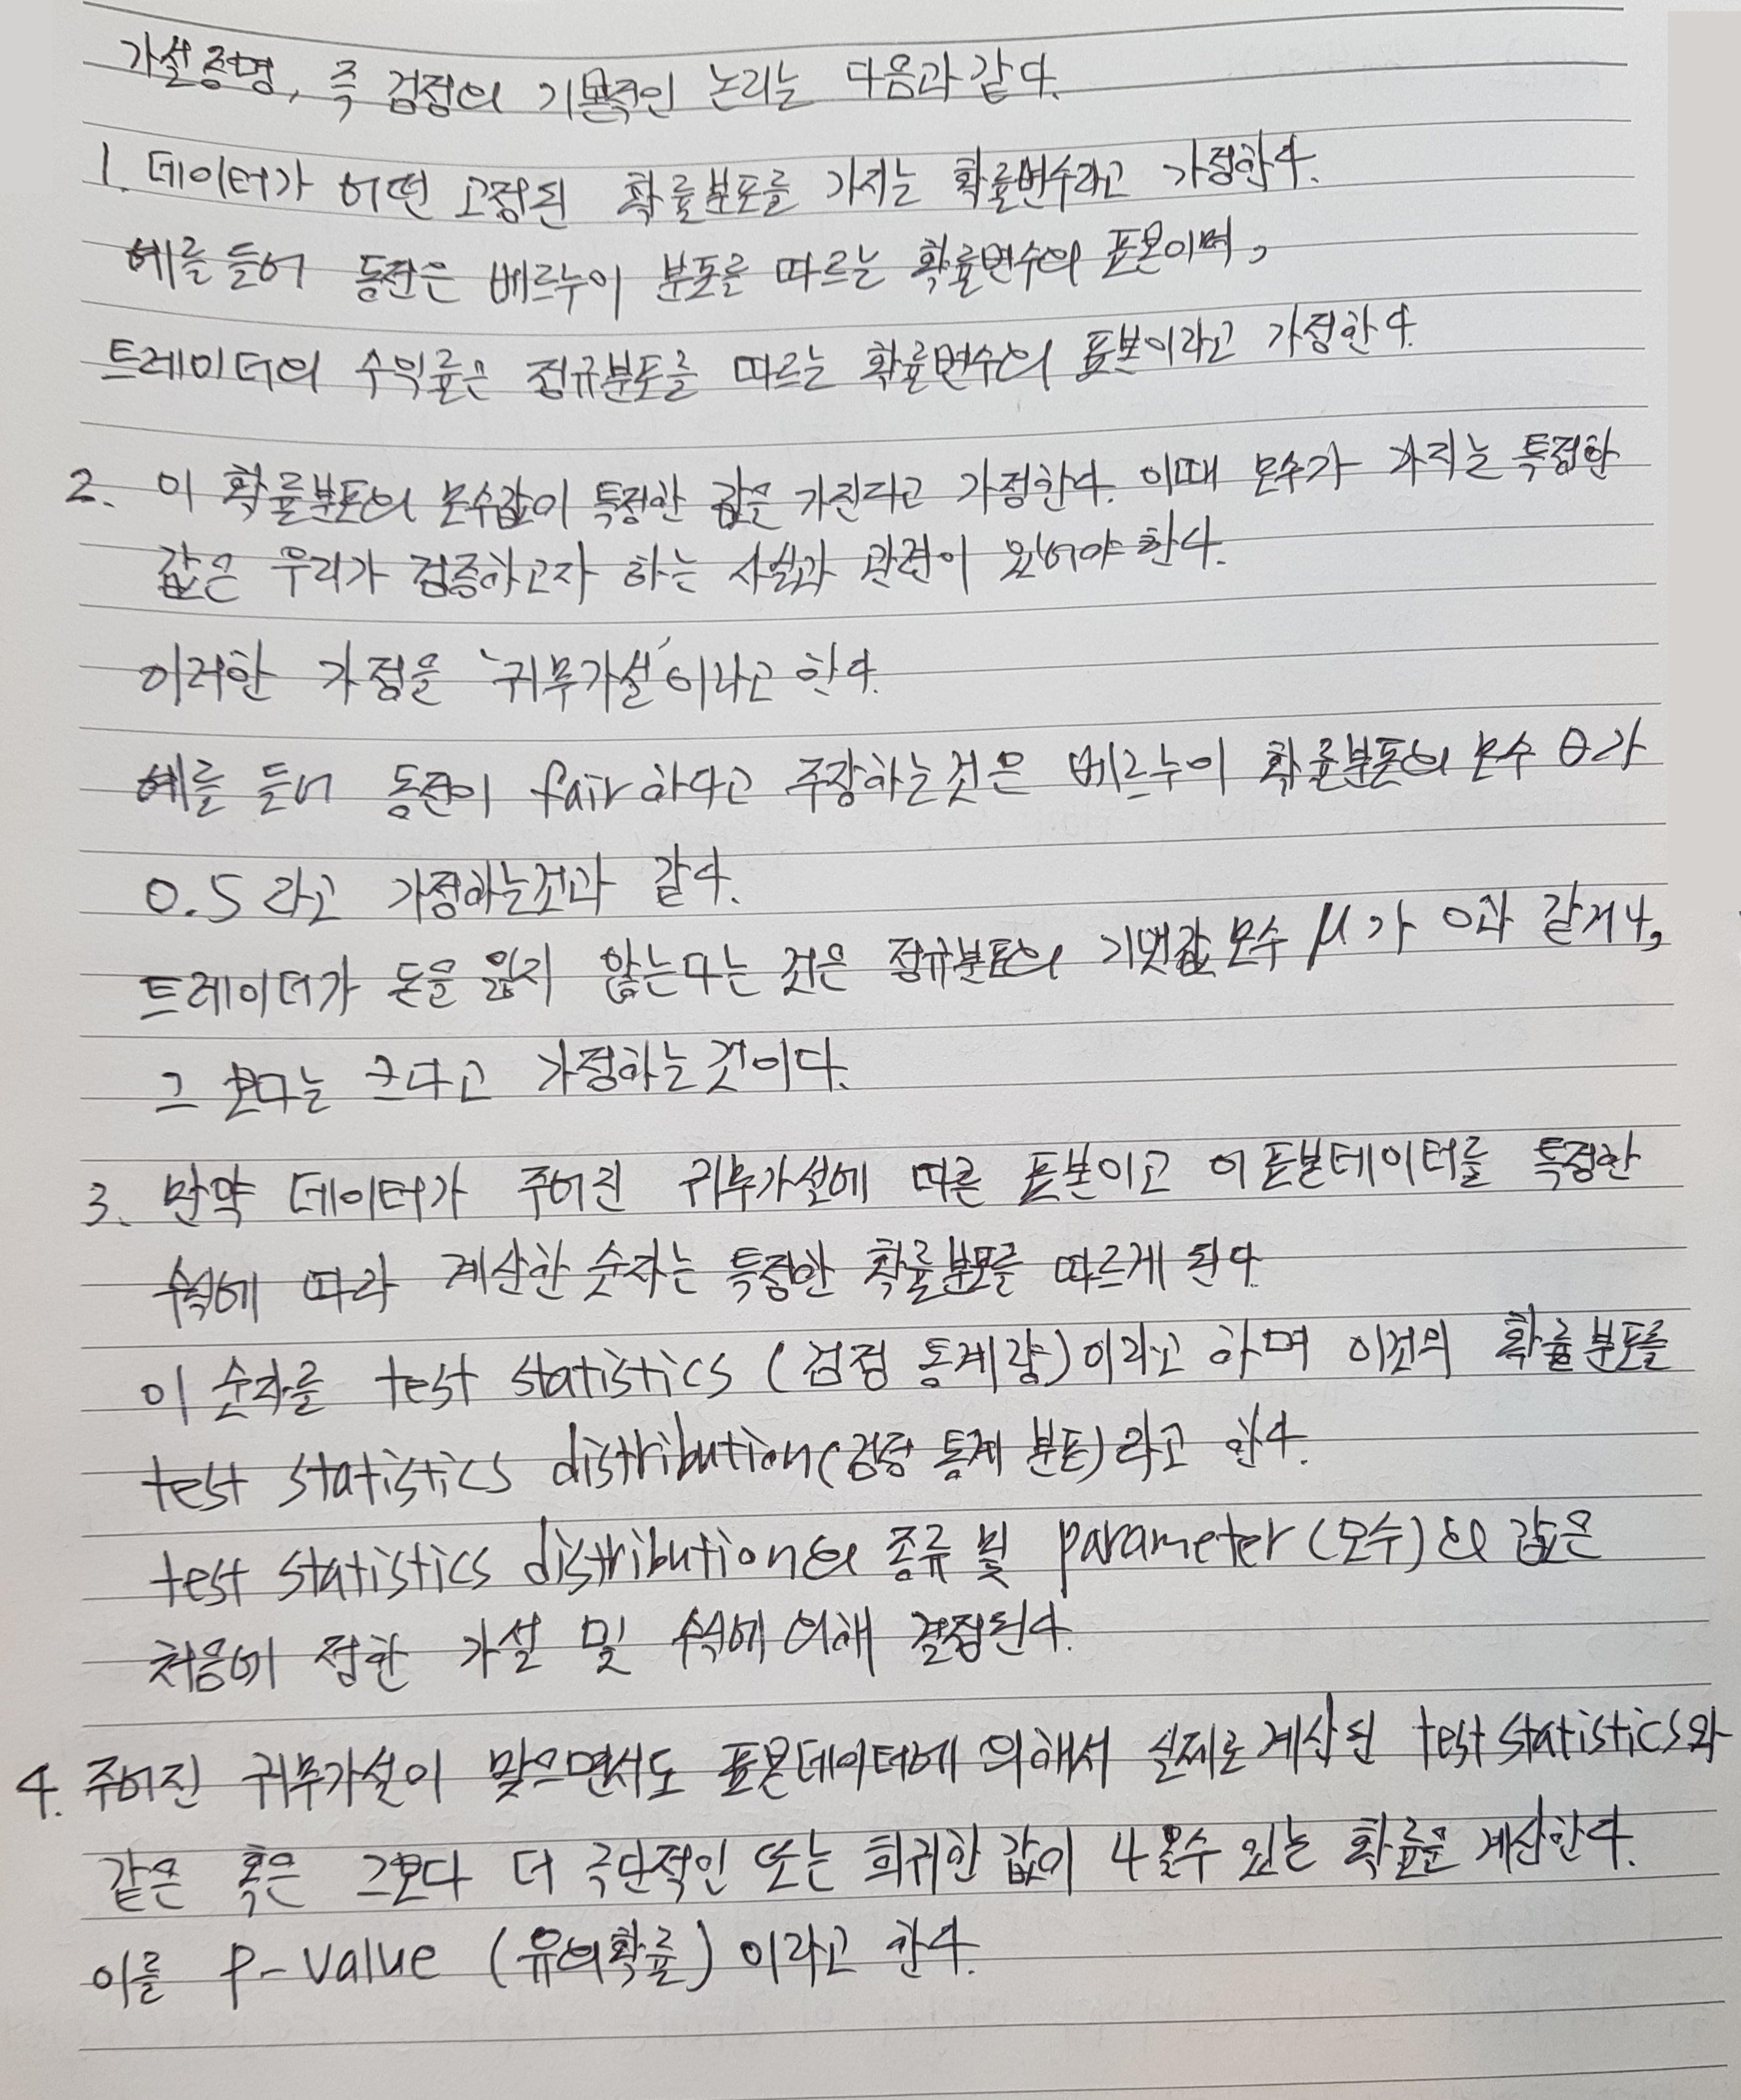 가설증명, 즉 검정의 기본적인 논리는 다음과 같다.
1. 데이터가 어떤 고정된 확률분포를 가지는 확률변수라고 가정한다.
예를 들어 동전은 베르누이 분포를 따르는 확률변수의 표본이며,
트레이더의 수익률은 정규분포를 따르는 확률변수의 표본이라고 가정한다.
2. 이 확률분포의 모수값이 특정한 값을 가진다고 가정한다. 이때 모수가 가지는 특정한
값은 우리가 검증하고자 하는 사실과 관련이 있어야 한다.
이러한 가정을 '귀무가설'이라고 한다.
예를 들어 동전이 fair하다고 주장하는것은 베르누이 확률분포의 모수 θ가
0.5라고 가정하는것과 같다.
트레이더가 돈을 잃지 않는다는 것은 정규분포의 기댓값 모수 μ가 0과 같거나,
그 보다는 크다고 가정하는것이다.
3. 만약 데이터가 주어진 귀무가설에 따른 표본이고 이 표본데이터를 특정한
수식에 따라 계산한 숫자는 특정한 확률분포를 따르게 된다.
이 숫자를 test statistics (검정 통계량)이라고 하며 이것의 확률분포를
test statistics distribution(검정 통계 분포)라고 한다.
test statistics distribution의 종류 및 parameter(모수)의 값은
처음에 정한 가설 및 수식에 의해 결정된다.
4. 주어진 귀무가설이 맞으면서도 표본데이터에 의해서 실제로 계산된 test statistics와
같은 혹은 그보다 더 극단적인 또는 희귀한 값이 나올수 있는 확률을 계산한다.
이를 p-value (유의확률)이라고 한다.